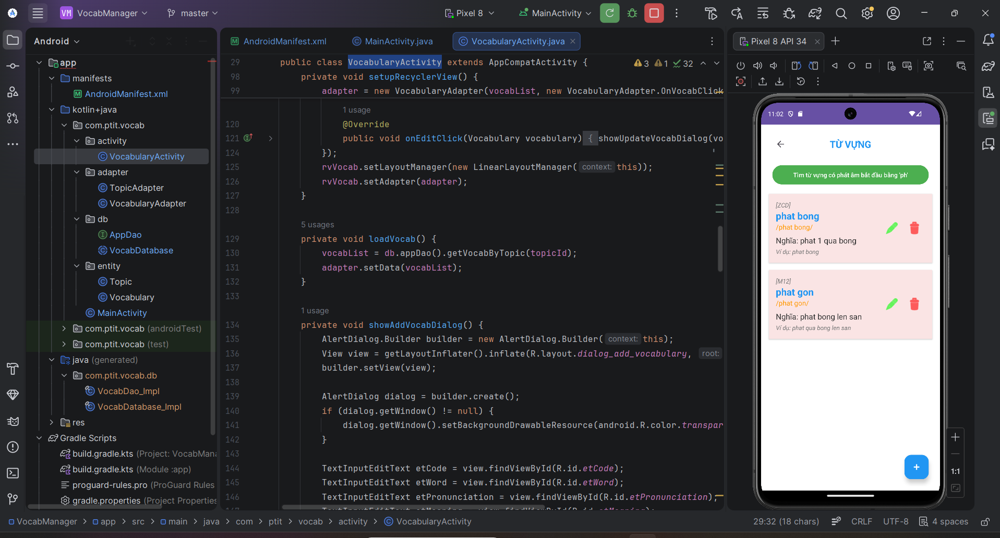 VM VocabManager master Pixel 8 MainActivity
Android
AndroidManifest.xml MainActivity.java VocabularyActivity.java
Pixel 8 API 34
app
manifests
AndroidManifest.xml
kotlin+java
com.ptit.vocab
activity
VocabularyActivity
adapter
TopicAdapter
VocabularyAdapter
db
AppDao
VocabDatabase
entity
Topic
Vocabulary
MainActivity
com.ptit.vocab (androidTest)
com.ptit.vocab (test)
java (generated)
com.ptit.vocab.db
VocabDao_Impl
VocabDatabase_Impl
res
Gradle Scripts
build.gradle.kts (Project: VocabMana
build.gradle.kts (Module :app)
proguard-rules.pro (ProGuard Rules
gradle.properties (Project Properties
29 public class VocabularyActivity extends AppCompatActivity { 3 1 32
98 private void setupRecyclerView() {
99 adapter = new VocabularyAdapter(vocabList, new VocabularyAdapter.OnVocabClick
1 usage
120 @Override
121 public void onEditClick(Vocabulary vocabulary) { showUpdateVocabDialog(vo
124 });
125 rvVocab.setLayoutManager(new LinearLayoutManager( context: this));
126 rvVocab.setAdapter(adapter);
127 }
128
5 usages
129 private void loadVocab() {
130 vocabList = db.appDao().getVocabByTopic(topicId);
131 adapter.setData(vocabList);
132 }
133
1 usage
134 private void showAddVocabDialog() {
135 AlertDialog.Builder builder = new AlertDialog.Builder( context: this);
136 View view = getLayoutInflater().inflate(R.layout.dialog_add_vocabulary, root:
137 builder.setView(view);
138
139 AlertDialog dialog = builder.create();
140 if (dialog.getWindow() != null) {
141 dialog.getWindow().setBackgroundDrawableResource(android.R.color.transpar
142 }
143
144 TextInputEditText etCode = view.findViewById(R.id.etCode);
145 TextInputEditText etWord = view.findViewById(R.id.etWord);
146 TextInputEditText etPronunciation = view.findViewById(R.id.etPronunciation);
11:02
TỪ VỰNG
Tìm từ vựng có phát âm bắt đầu bằng 'ph'
[ZCD]
phat bong
/phat bong/
Nghĩa: phat 1 qua bong
Ví dụ: phat bong
[M12]
phat gon
/phat gon/
Nghĩa: phat bong len san
Ví dụ: phat qua bong len san
+
1:1
VocabManager > app > src > main > java > com > ptit > vocab > activity > VocabularyActivity
29:32 (18 chars) CRLF UTF-8 4 spaces